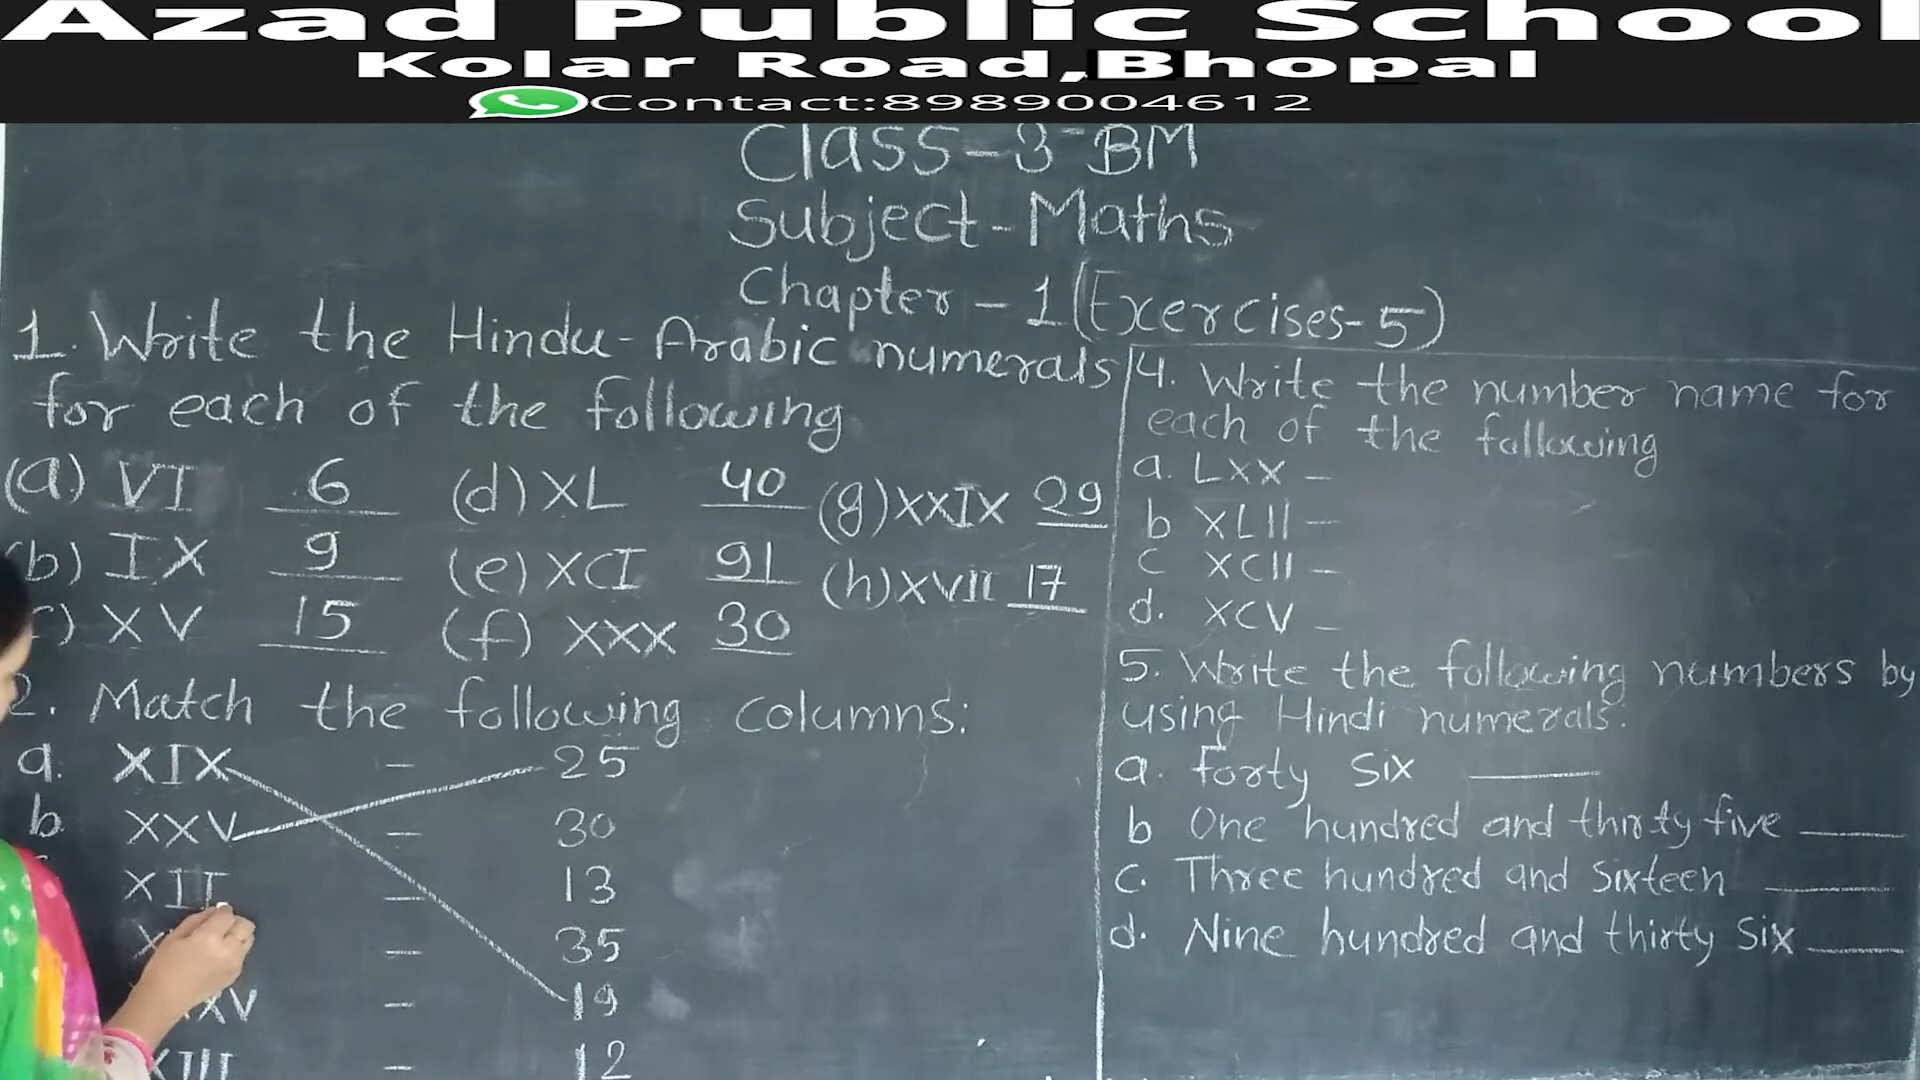 Azad Public School
Kolar Road,Bhopal
Contact:8989004612
Class-3 BM
Subject-Maths
Chapter - 1 (Exercises-5)
1. Write the Hindu-Arabic numerals
for each of the following
(a) VI 6 (d) XL 40 (g) XXIX 29
b) IX 9 (e) XCI 91 (h) XVII 17
) XV 15 (f) XXX 30
2. Match the following columns:
a. XIX - 25
b XXV - 30
XII - 13
X - 35
XV - 19
XIII - 12
4. Write the number name for
each of the following
a. LXX -
b XLII -
c XCII -
d. XCV -
5. Write the following numbers by
using Hindi numerals.
a. forty six
b One hundred and thirty five
c. Three hundred and sixteen
d. Nine hundred and thirty six